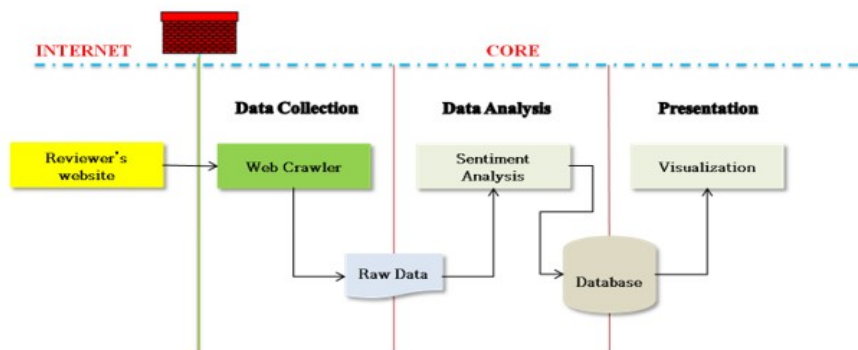 INTERNET
CORE
Data Collection
Data Analysis
Presentation
Reviewer's
website
Web Crawler
Sentiment
Analysis
Visualization
Raw Data
Database